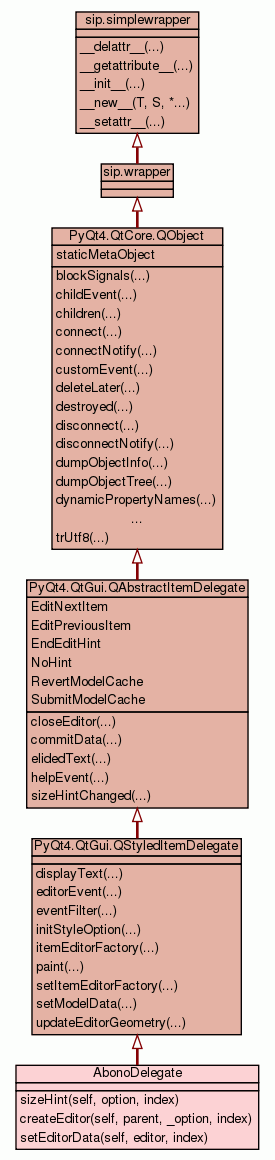 sip.simplewrapper
__delattr__(...)
__getattribute__(...)
__init__(...)
__new__(T, S, *...)
__setattr__(...)
sip.wrapper
PyQt4.QtCore.QObject
staticMetaObject
blockSignals(...)
childEvent(...)
children(...)
connect(...)
connectNotify(...)
customEvent(...)
deleteLater(...)
destroyed(...)
disconnect(...)
disconnectNotify(...)
dumpObjectInfo(...)
dumpObjectTree(...)
dynamicPropertyNames(...)
...
trUtf8(...)
PyQt4.QtGui.QAbstractItemDelegate
EditNextItem
EditPreviousItem
EndEditHint
NoHint
RevertModelCache
SubmitModelCache
closeEditor(...)
commitData(...)
elidedText(...)
helpEvent(...)
sizeHintChanged(...)
PyQt4.QtGui.QStyledItemDelegate
displayText(...)
editorEvent(...)
eventFilter(...)
initStyleOption(...)
itemEditorFactory(...)
paint(...)
setItemEditorFactory(...)
setModelData(...)
updateEditorGeometry(...)
AbonoDelegate
sizeHint(self, option, index)
createEditor(self, parent, _option, index)
setEditorData(self, editor, index)